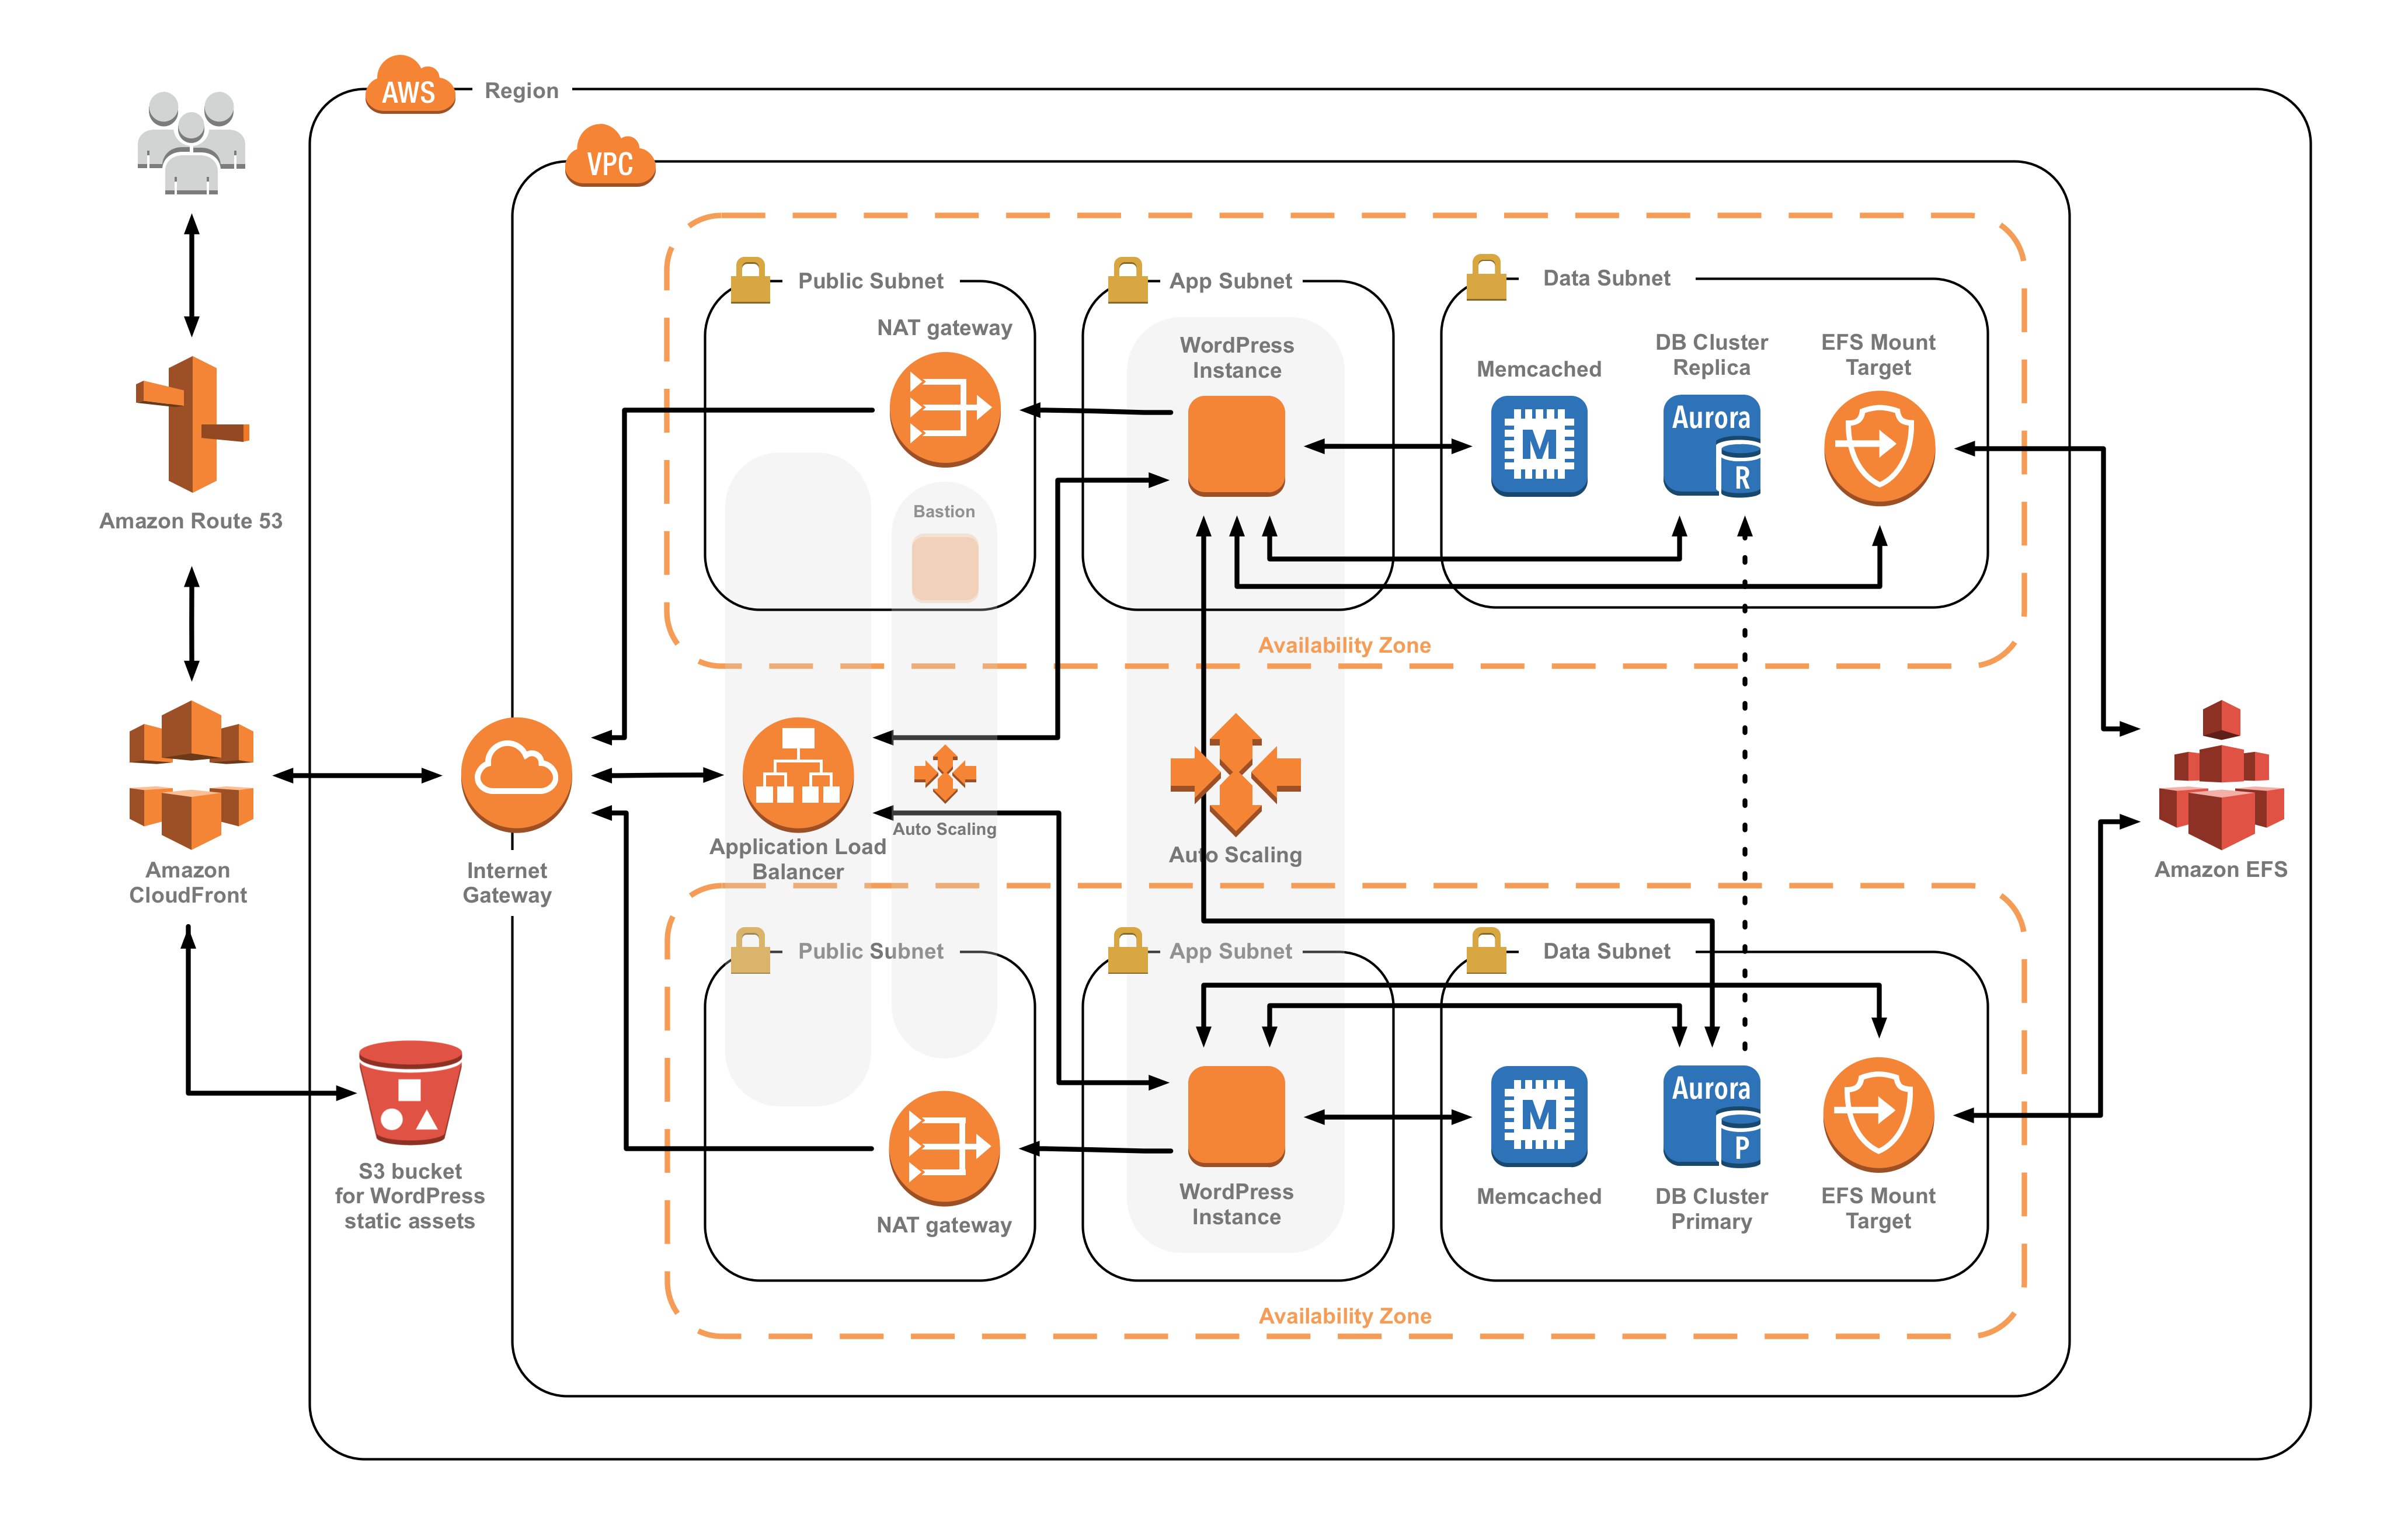 AWS
Region
VPC
Public Subnet
App Subnet
Data Subnet
NAT gateway
WordPress
Instance
Memcached
DB Cluster
Replica
EFS Mount
Target
M
Aurora
R
Bastion
Amazon Route 53
Availability Zone
Amazon
CloudFront
Internet
Gateway
Application Load
Balancer
Auto Scaling
Auto Scaling
Amazon EFS
Public Subnet
App Subnet
Data Subnet
M
Aurora
P
S3 bucket
for WordPress
static assets
NAT gateway
WordPress
Instance
Memcached
DB Cluster
Primary
EFS Mount
Target
Availability Zone